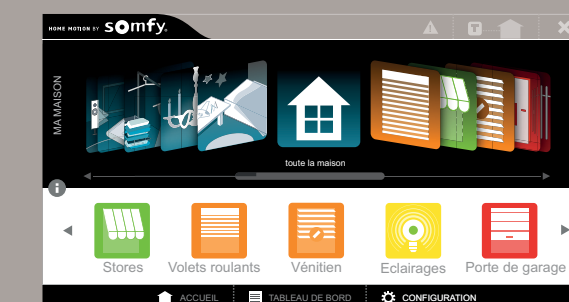 HOME MOTION BY somfy.
MA MAISON
toute la maison
Stores
Volets roulants
Vénitien
Eclairages
Porte de garage
ACCUEIL
TABLEAU DE BORD
CONFIGURATION